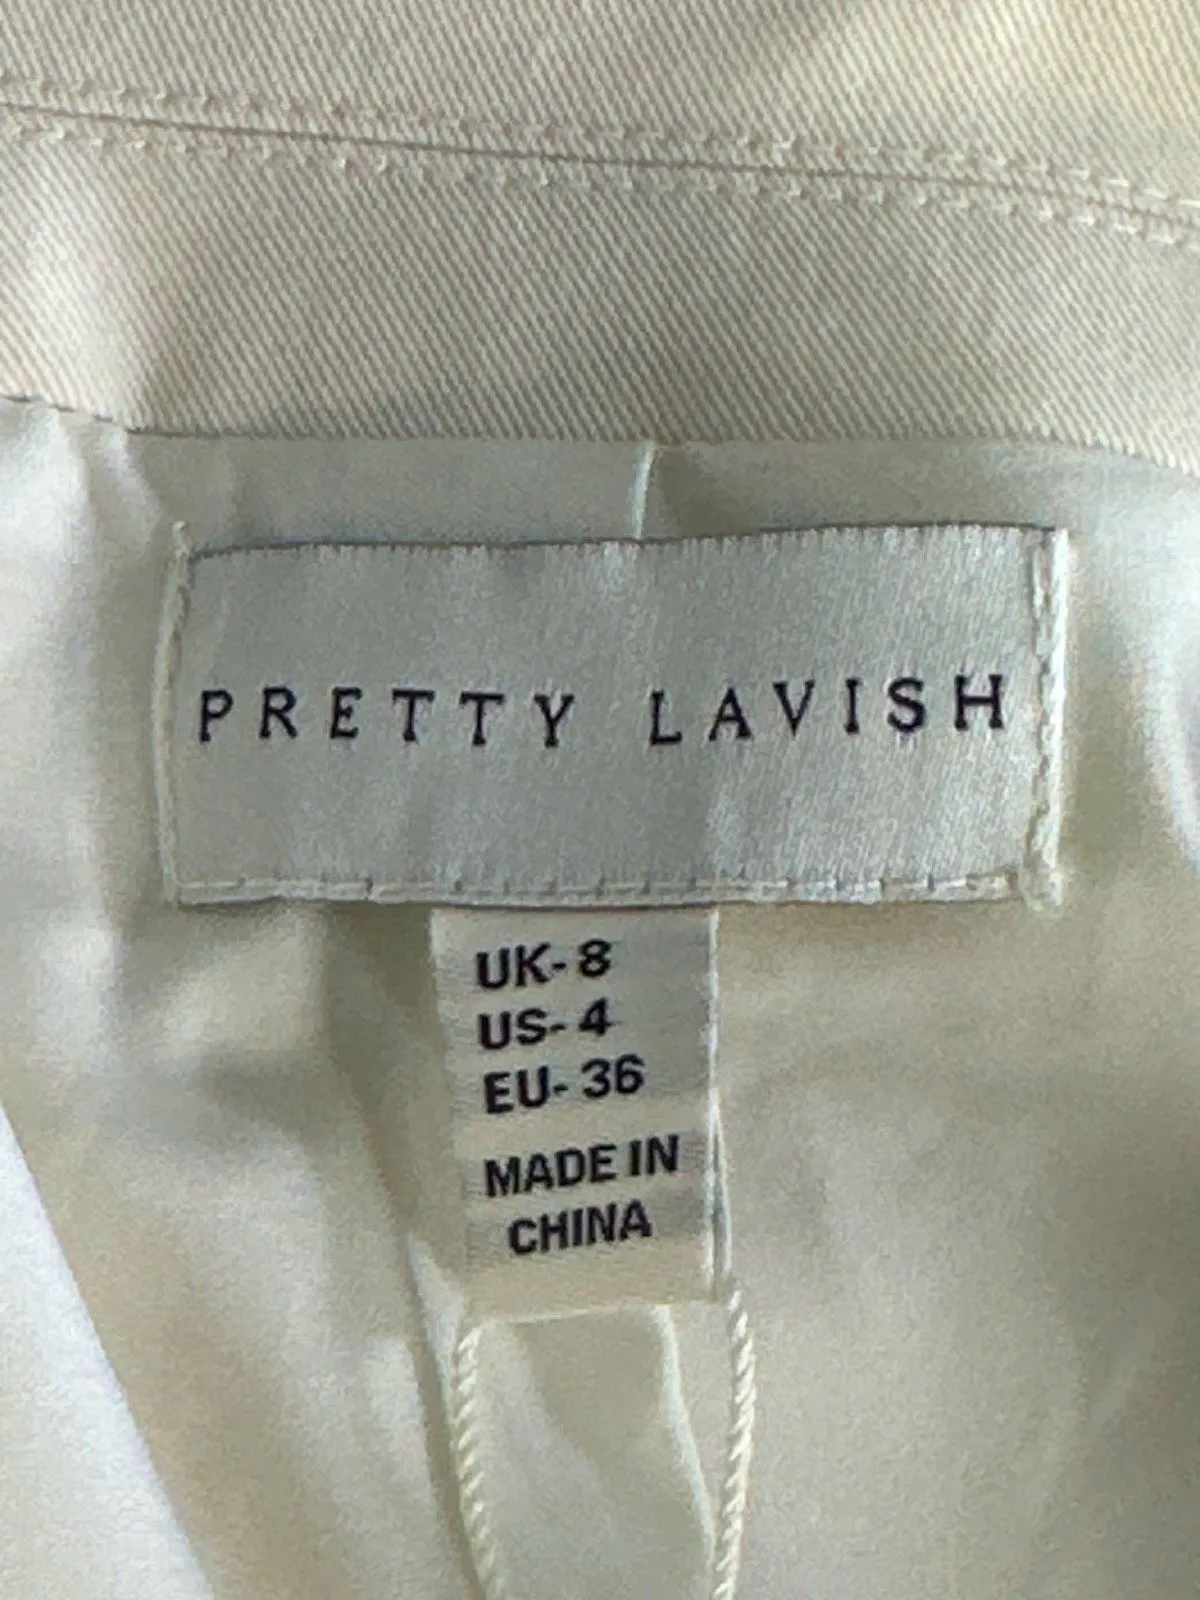 PRETTY LAVISH
UK- 8
US- 4
EU- 36
MADE IN
CHINA